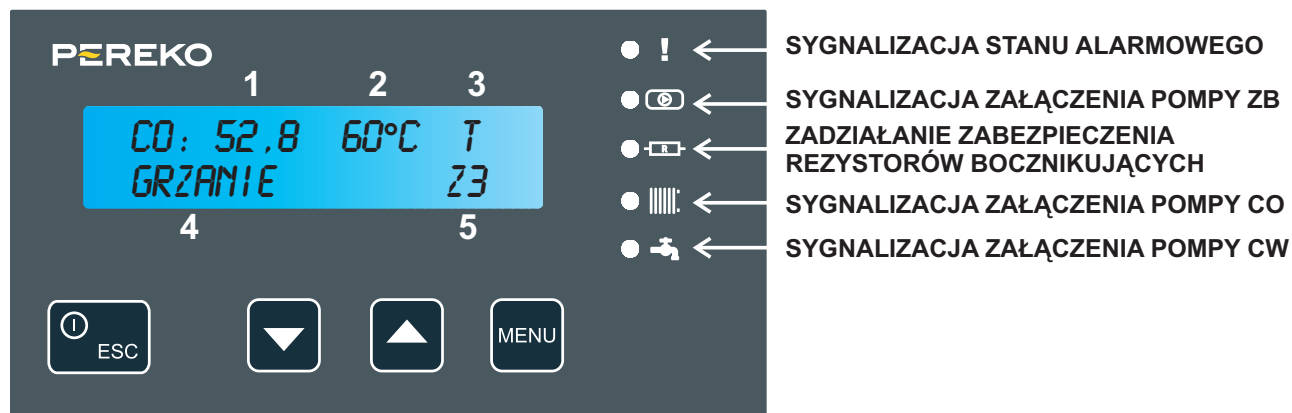 PEREKO
1 2 3
CO: 52,8 60°C T
GRZANIE Z3
4 5
ESC
MENU
! SYGNALIZACJA STANU ALARMOWEGO
SYGNALIZACJA ZAŁĄCZENIA POMPY ZB
R ZADZIAŁANIE ZABEZPIECZENIA
REZYSTORÓW BOCZNIKUJĄCYCH
SYGNALIZACJA ZAŁĄCZENIA POMPY CO
SYGNALIZACJA ZAŁĄCZENIA POMPY CW